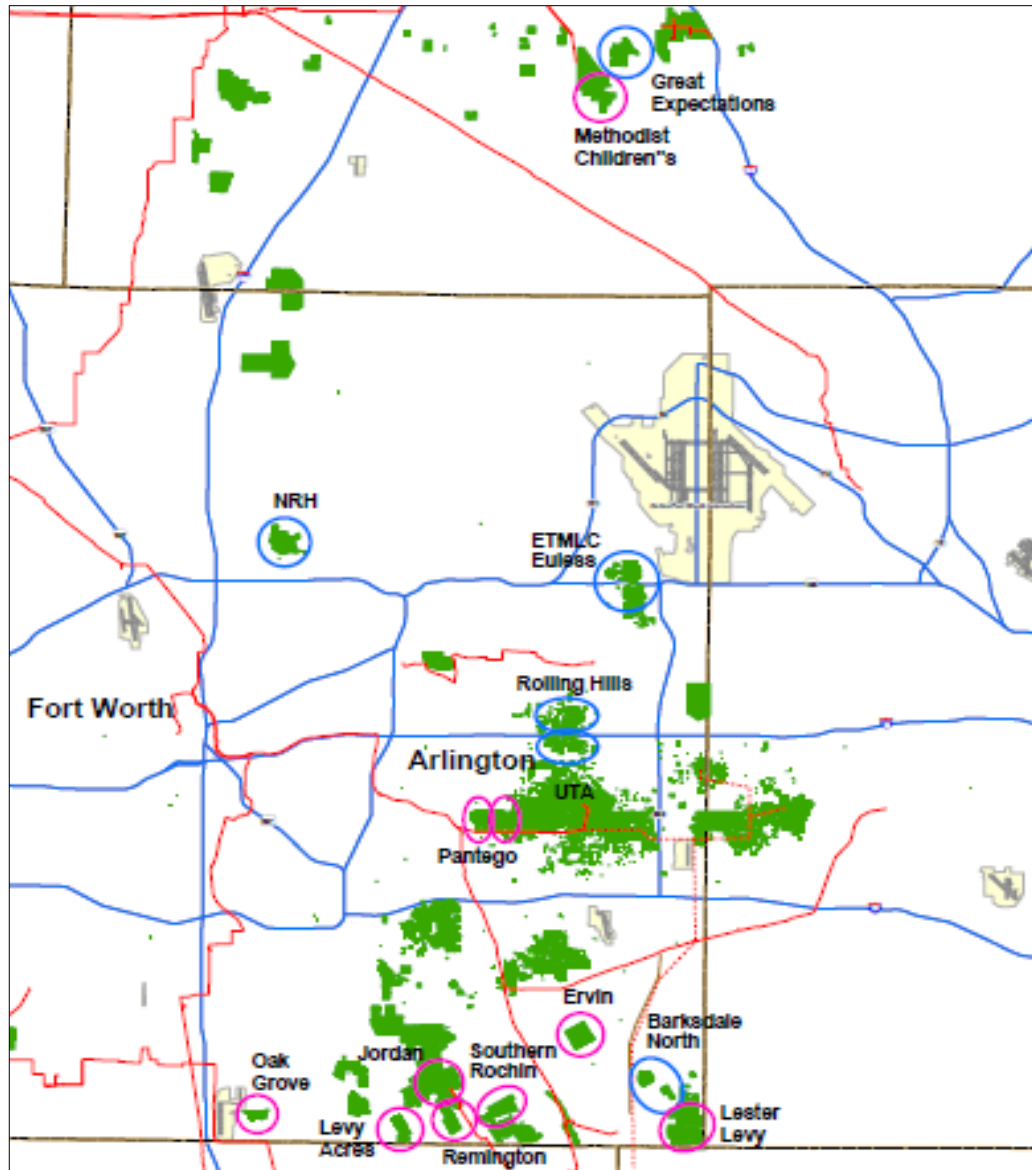 Great
Expectations
Methodist
Children"s
NRH
ETMLC
Euless
Rolling Hills
Fort Worth
Arlington
UTA
Pantego
Ervin
Barksdale
North
Southern
Rochin
Jordan
Oak
Grove
Levy
Acres
Remington
Lester
Levy